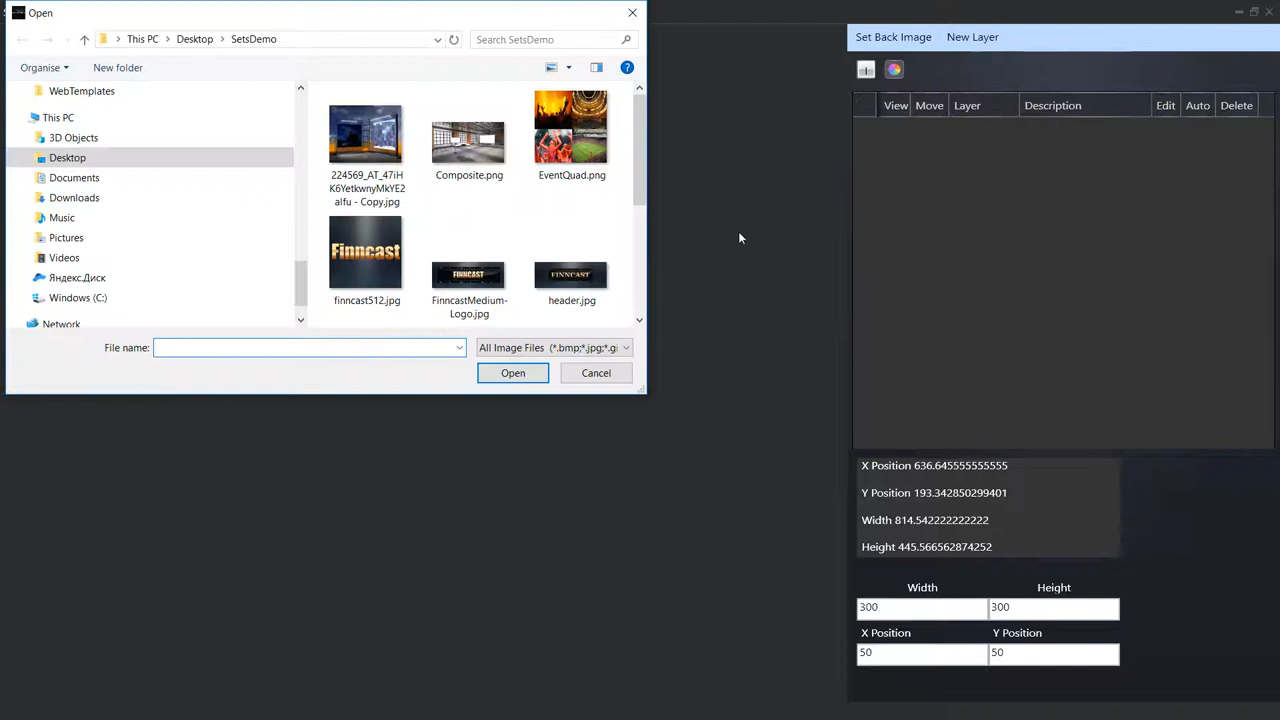 Open
This PC
Desktop
SetsDemo
Search SetsDemo
Organise
New folder
WebTemplates
This PC
3D Objects
Desktop
Documents
Downloads
Music
Pictures
Videos
Яндекс.Диск
Windows (C:)
Network
224569_AT_47iH
K6YetkwnyMkYE2
alfu - Copy.jpg
Composite.png
EventQuad.png
Finncast
finncast512.jpg
FINNCAST
FinncastMedium-
Logo.jpg
FINNCAST
header.jpg
File name:
All Image Files (*.bmp;*.jpg;*.gi
Open
Cancel
Set Back Image
New Layer
View
Move
Layer
Description
Edit
Auto
Delete
X Position 636.645555555555
Y Position 193.342850299401
Width 814.542222222222
Height 445.566562874252
Width
Height
300
300
X Position
Y Position
50
50